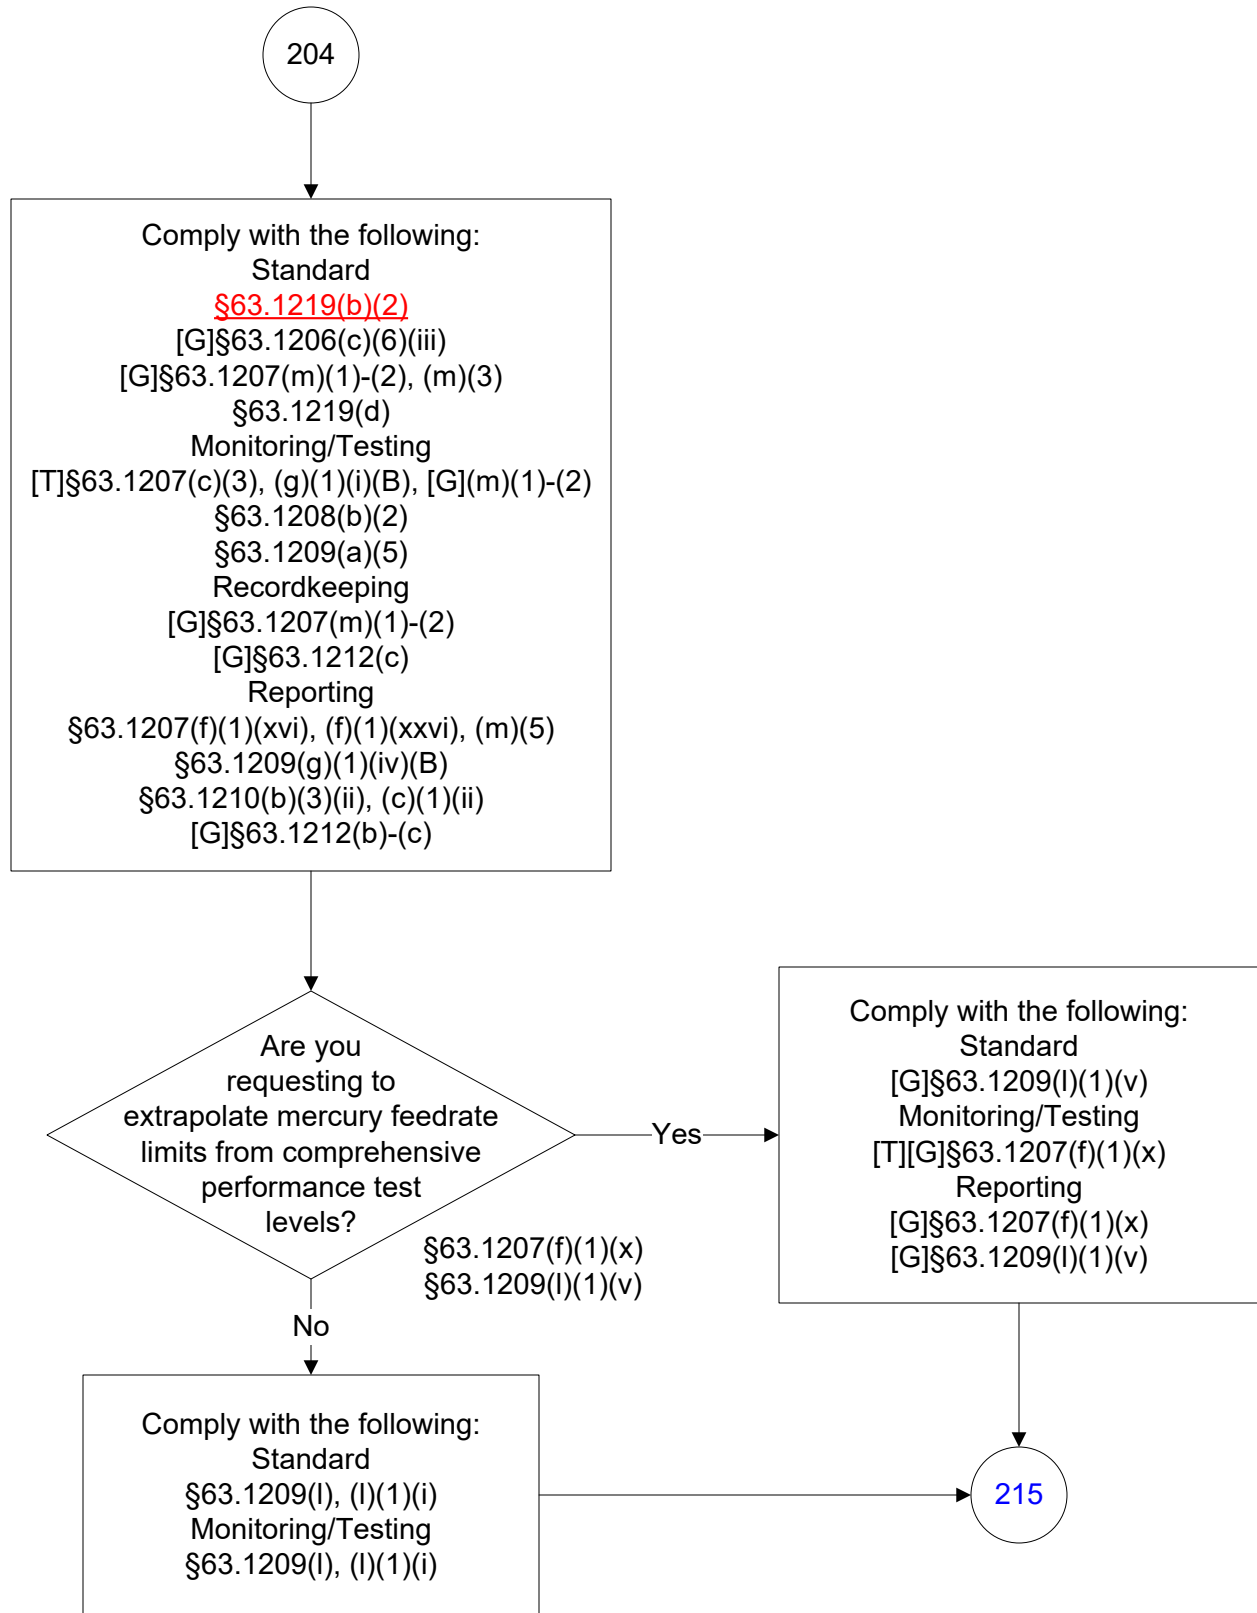 204
Comply with the following:
Standard
§63.1219(b)(2)
[G]§63.1206(c)(6)(iii)
[G]§63.1207(m)(1)-(2), (m)(3)
§63.1219(d)
Monitoring/Testing
[T]§63.1207(c)(3), (g)(1)(i)(B), [G](m)(1)-(2)
§63.1208(b)(2)
§63.1209(a)(5)
Recordkeeping
[G]§63.1207(m)(1)-(2)
[G]§63.1212(c)
Reporting
§63.1207(f)(1)(xvi), (f)(1)(xxvi), (m)(5)
§63.1209(g)(1)(iv)(B)
§63.1210(b)(3)(ii), (c)(1)(ii)
[G]§63.1212(b)-(c)
Are you
requesting to
extrapolate mercury feedrate
limits from comprehensive
performance test
levels?
§63.1207(f)(1)(x)
§63.1209(l)(1)(v)
Yes
Comply with the following:
Standard
[G]§63.1209(l)(1)(v)
Monitoring/Testing
[T][G]§63.1207(f)(1)(x)
Reporting
[G]§63.1207(f)(1)(x)
[G]§63.1209(l)(1)(v)
No
Comply with the following:
Standard
§63.1209(l), (l)(1)(i)
Monitoring/Testing
§63.1209(l), (l)(1)(i)
215